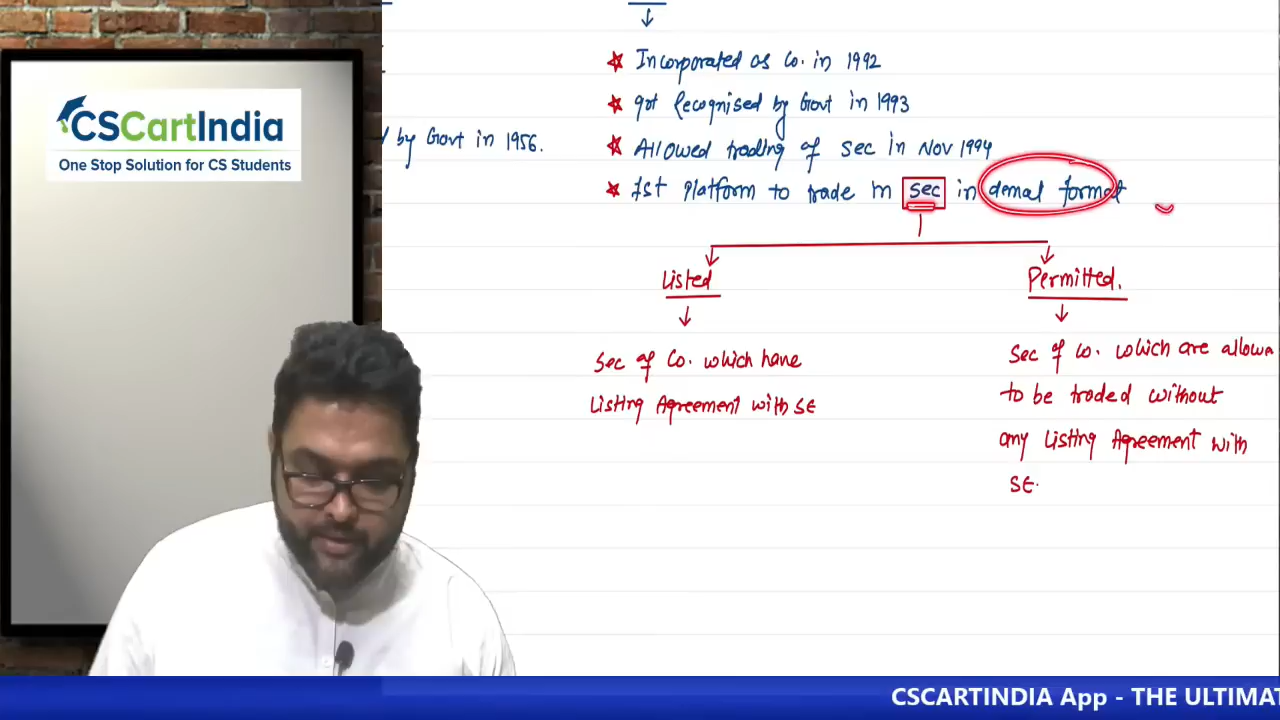 CSCartIndia
One Stop Solution for CS Students
by Govt in 1956.
Incorporated as Co. in 1992
got Recognised by Govt in 1993
Allowed trading of sec in Nov 1994
1st Platform to trade in sec in demat format
Listed
Permitted.
Sec of Co. which have
Listing Agreement with SE
Sec of Co. which are allow
to be traded without
any Listing Agreement with
SE.
CSCARTINDIA App - THE ULTIMAT